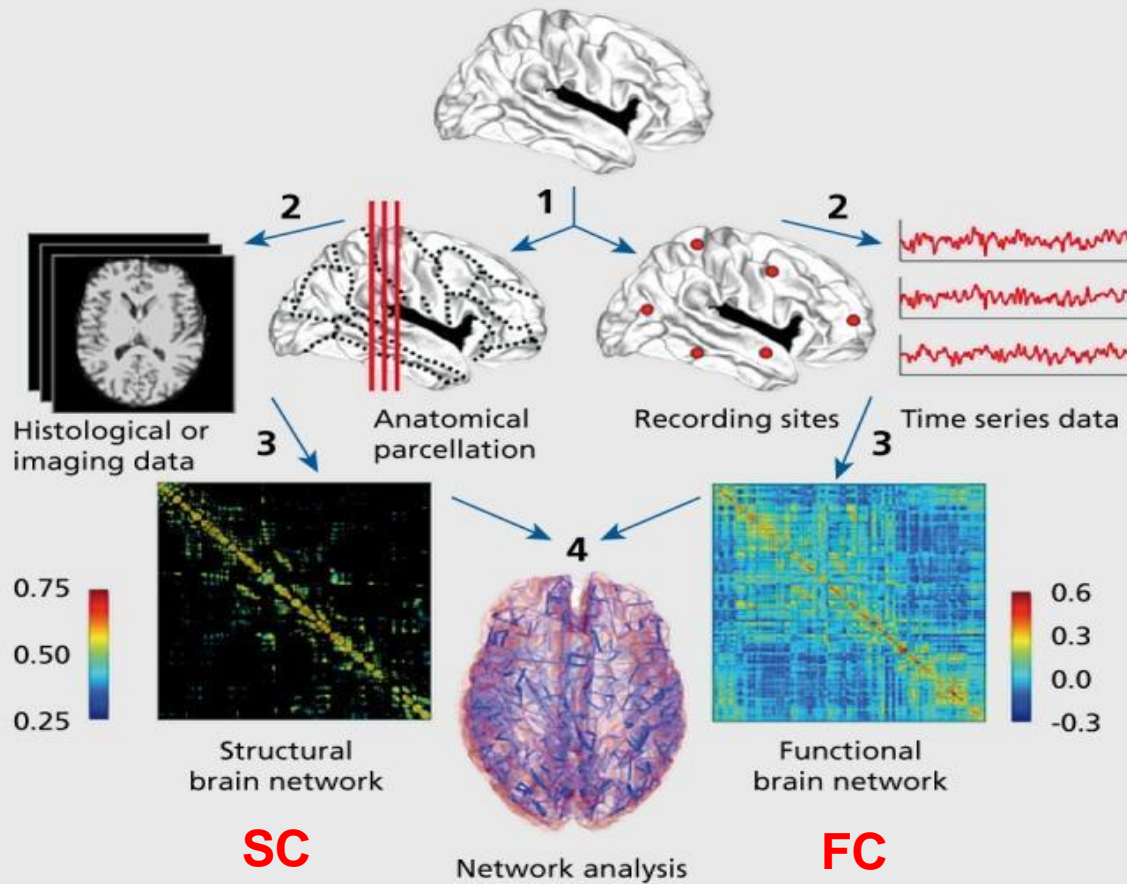 1
2
2
Histological or
imaging data
Anatomical
parcellation
Recording sites
Time series data
3
3
4
0.75
0.50
0.25
0.6
0.3
0.0
-0.3
Structural
brain network
Functional
brain network
SC
FC
Network analysis